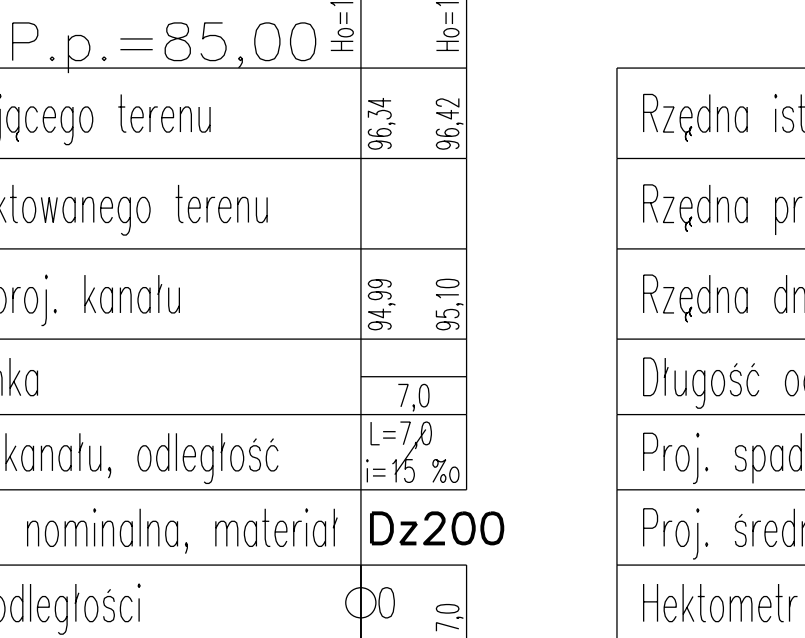 P.p.=85,00 Ho=1 Ho=1
jącego terenu 96,34 96,42 Rzędna ist
ktowanego terenu Rzędna pr
proj. kanału 94,99 95,10 Rzędna dn
nka Długość od
7,0
L=7,0
kanału, odległość Proj. spad
i=15 ‰
nominalna, materiał Dz200 Proj. średn
odległości 0 7,0 Hektometr